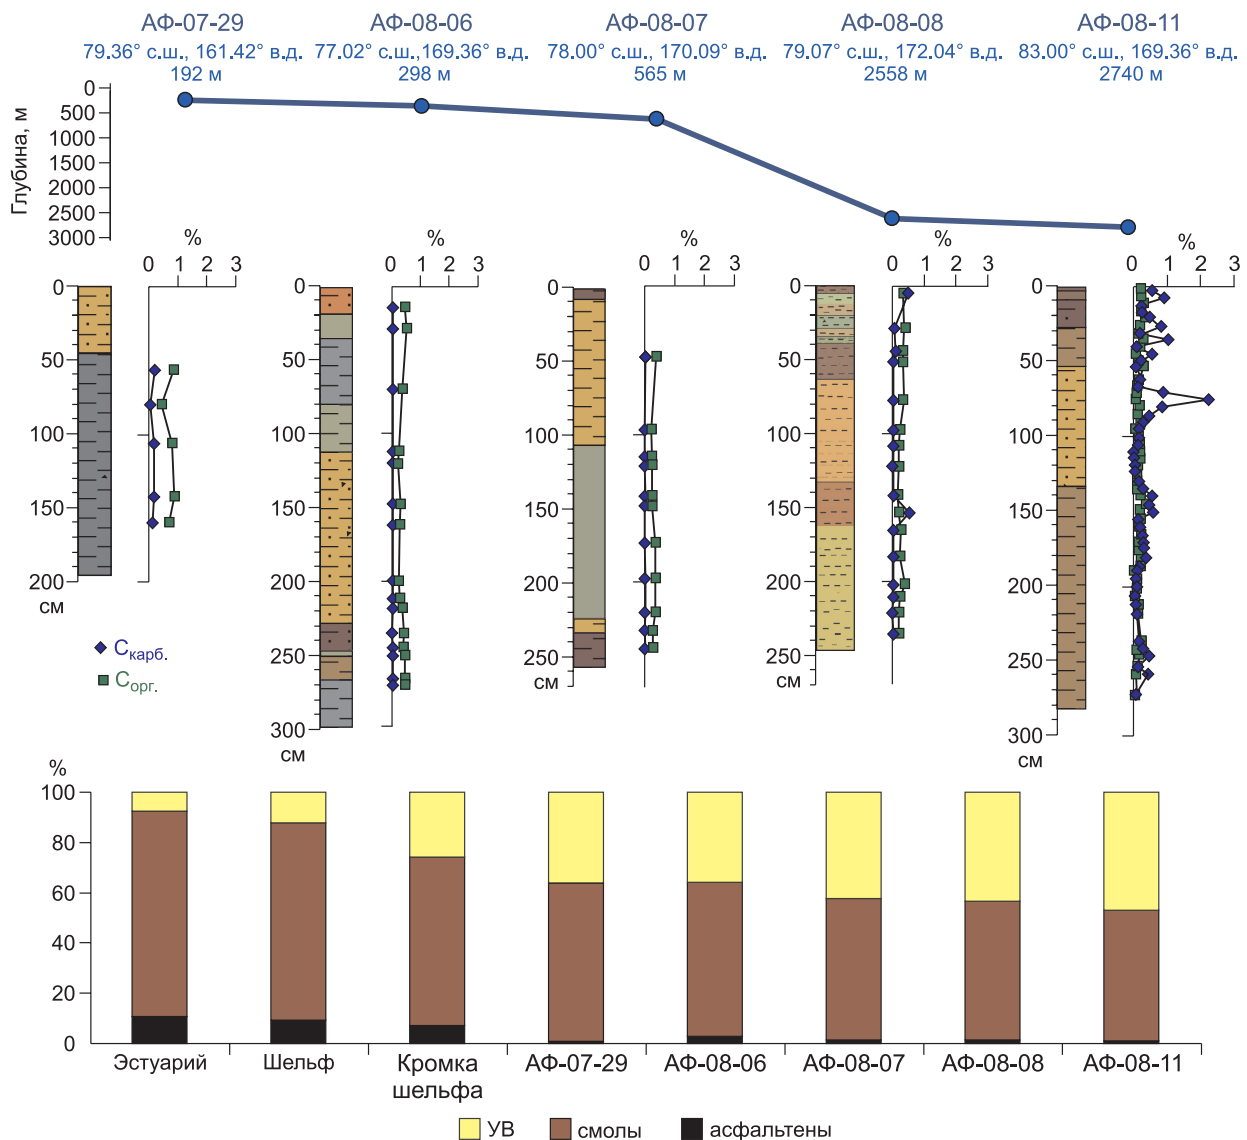 АФ-07-29 АФ-08-06 АФ-08-07 АФ-08-08 АФ-08-11
79.36° с.ш., 161.42° в.д. 77.02° с.ш.,169.36° в.д. 78.00° с.ш., 170.09° в.д. 79.07° с.ш., 172.04° в.д. 83.00° с.ш., 169.36° в.д.
192 м 298 м 565 м 2558 м 2740 м
Глубина, м
0
500
1000
1500
2000
2500
3000
% % % % %
0 1 2 3 0 1 2 3 0 1 2 3 0 1 2 3 0 1 2 3
0 0 0 0 0
50 50 50 50 50
100 100 100 100 100
150 150 150 150 150
200 200 200 200 200
см
250 250 250 250
см см
300 300
см см
Cкарб.
Cорг.
%
100
80
60
40
20
0
Эстуарий Шельф Кромка шельфа АФ-07-29 АФ-08-06 АФ-08-07 АФ-08-08 АФ-08-11
УВ смолы асфальтены